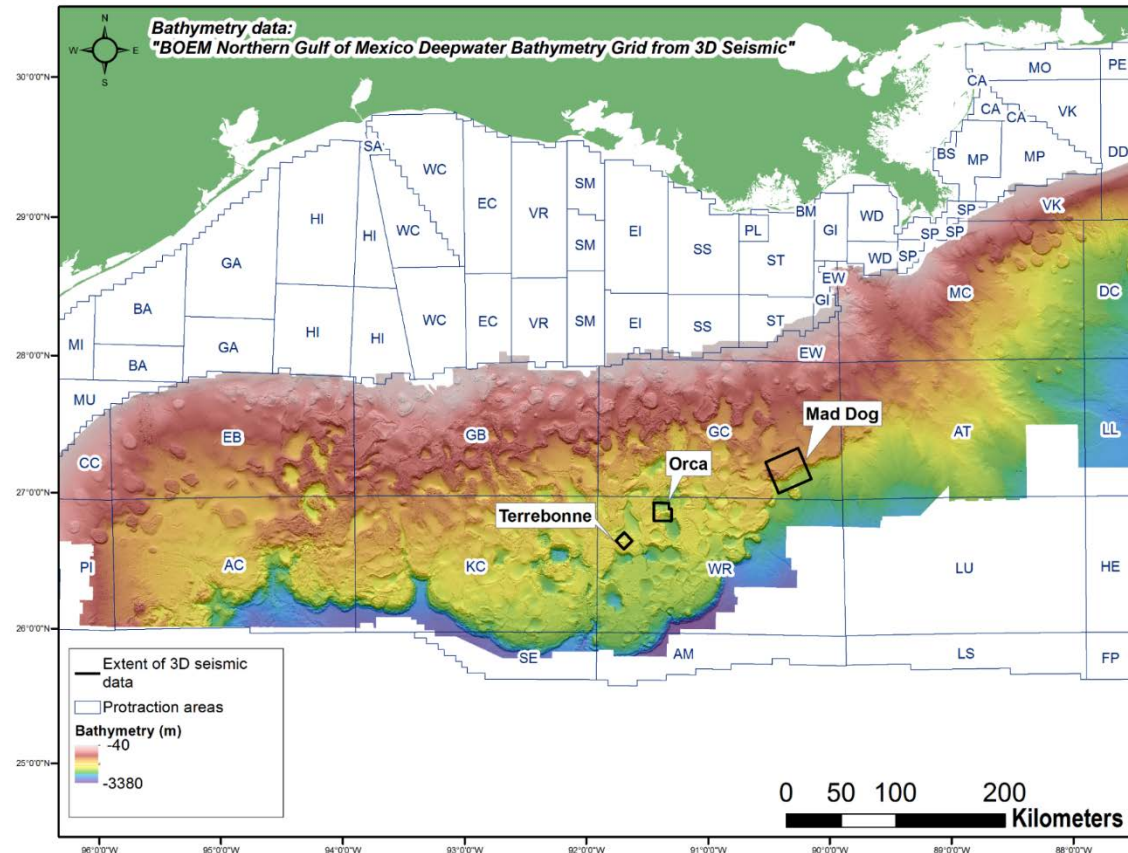 Bathymetry data:
"BOEM Northern Gulf of Mexico Deepwater Bathymetry Grid from 3D Seismic"
N
W E
S
30°0'0"N
29°0'0"N
28°0'0"N
27°0'0"N
26°0'0"N
25°0'0"N
MO PE
CA
CA CA VK
BS MP MP DD
SA WC
HI HI WC EC VR SM EI SS PL BM GI WD
SP SP SP SP VK
GA SM ST WD
BA HI HI WC EC VR SM EI SS ST EW GI MC DC
MI BA GA EW
MU
CC EB GB GC AT LL
Mad Dog
Orca
Terrebonne
PI AC KC WR LU HE
SE AM LS FP
Extent of 3D seismic
data
Protraction areas
Bathymetry (m)
-40
-3380
0 50 100 200
Kilometers
96°0'0"W 95°0'0"W 94°0'0"W 93°0'0"W 92°0'0"W 91°0'0"W 90°0'0"W 89°0'0"W 88°0'0"W